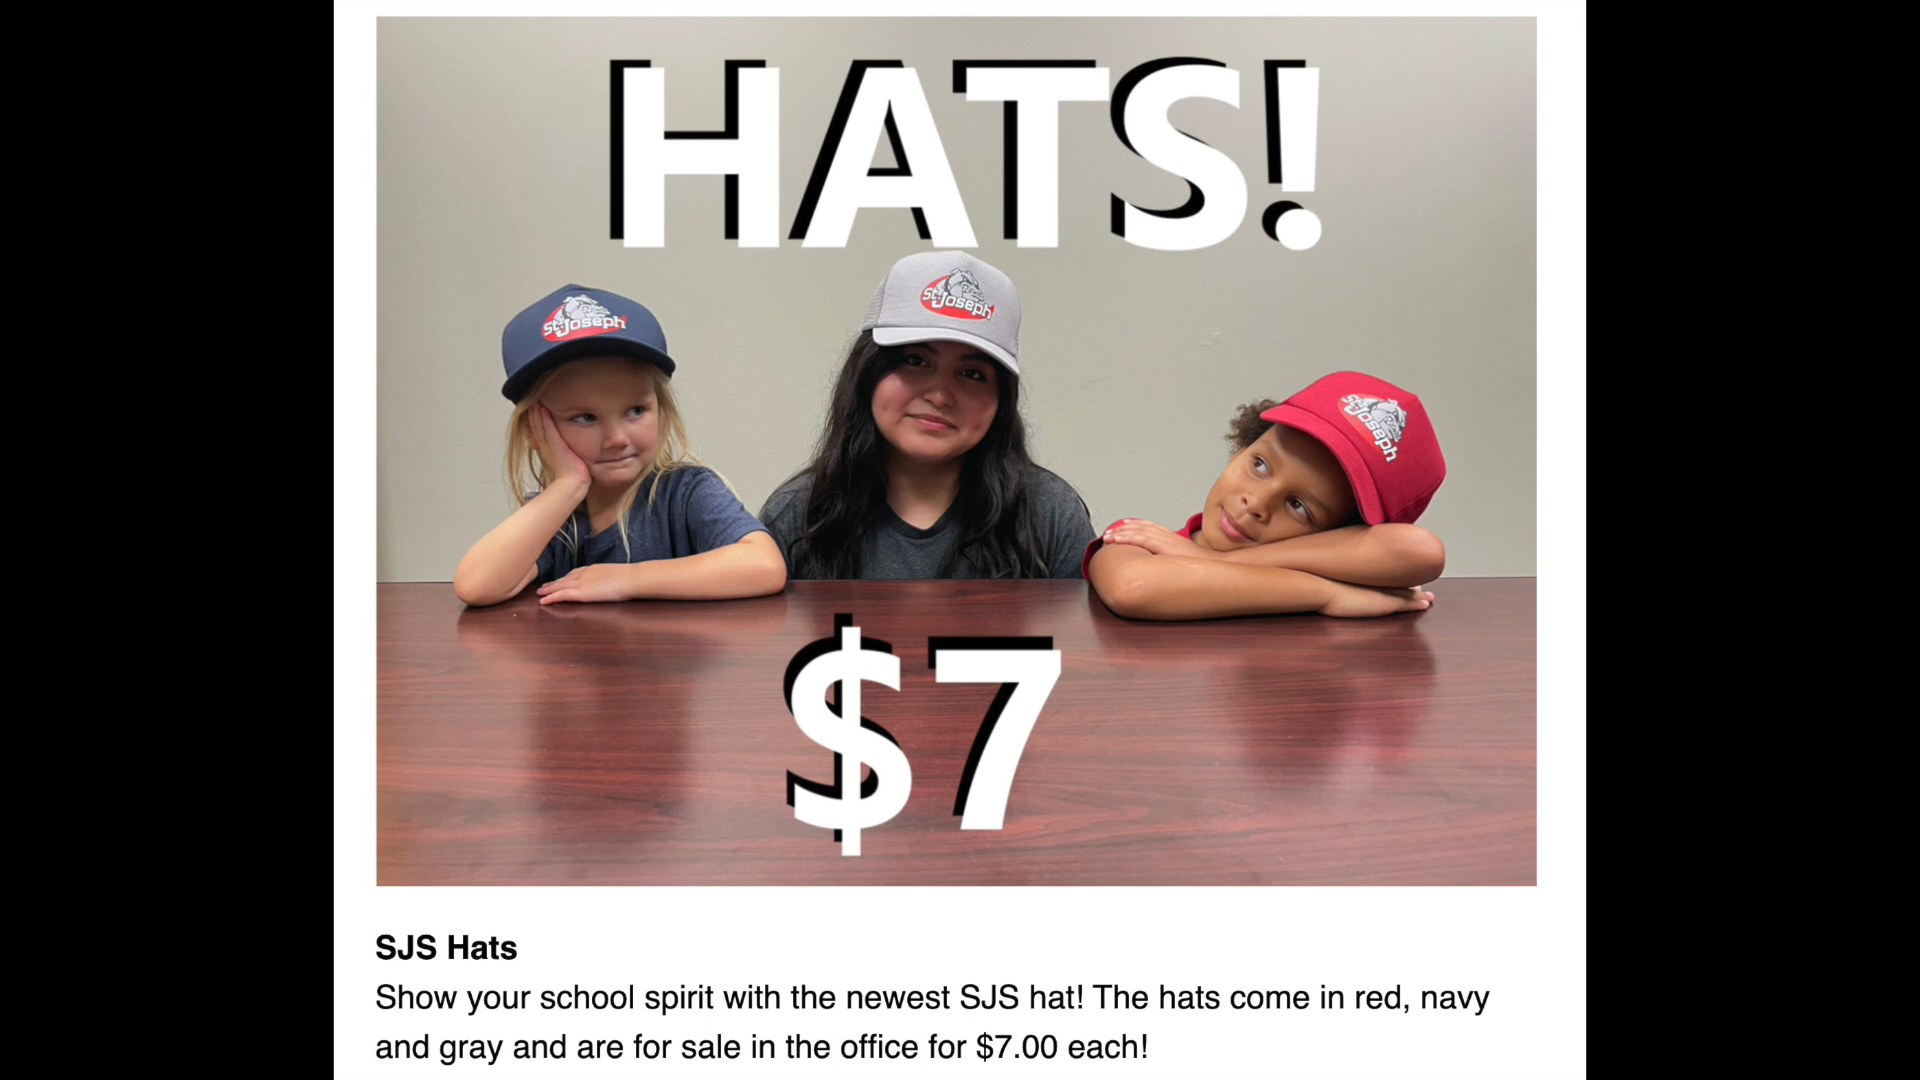 HATS!
St. Joseph
St. Joseph
St. Joseph
$7
SJS Hats
Show your school spirit with the newest SJS hat! The hats come in red, navy
and gray and are for sale in the office for $7.00 each!